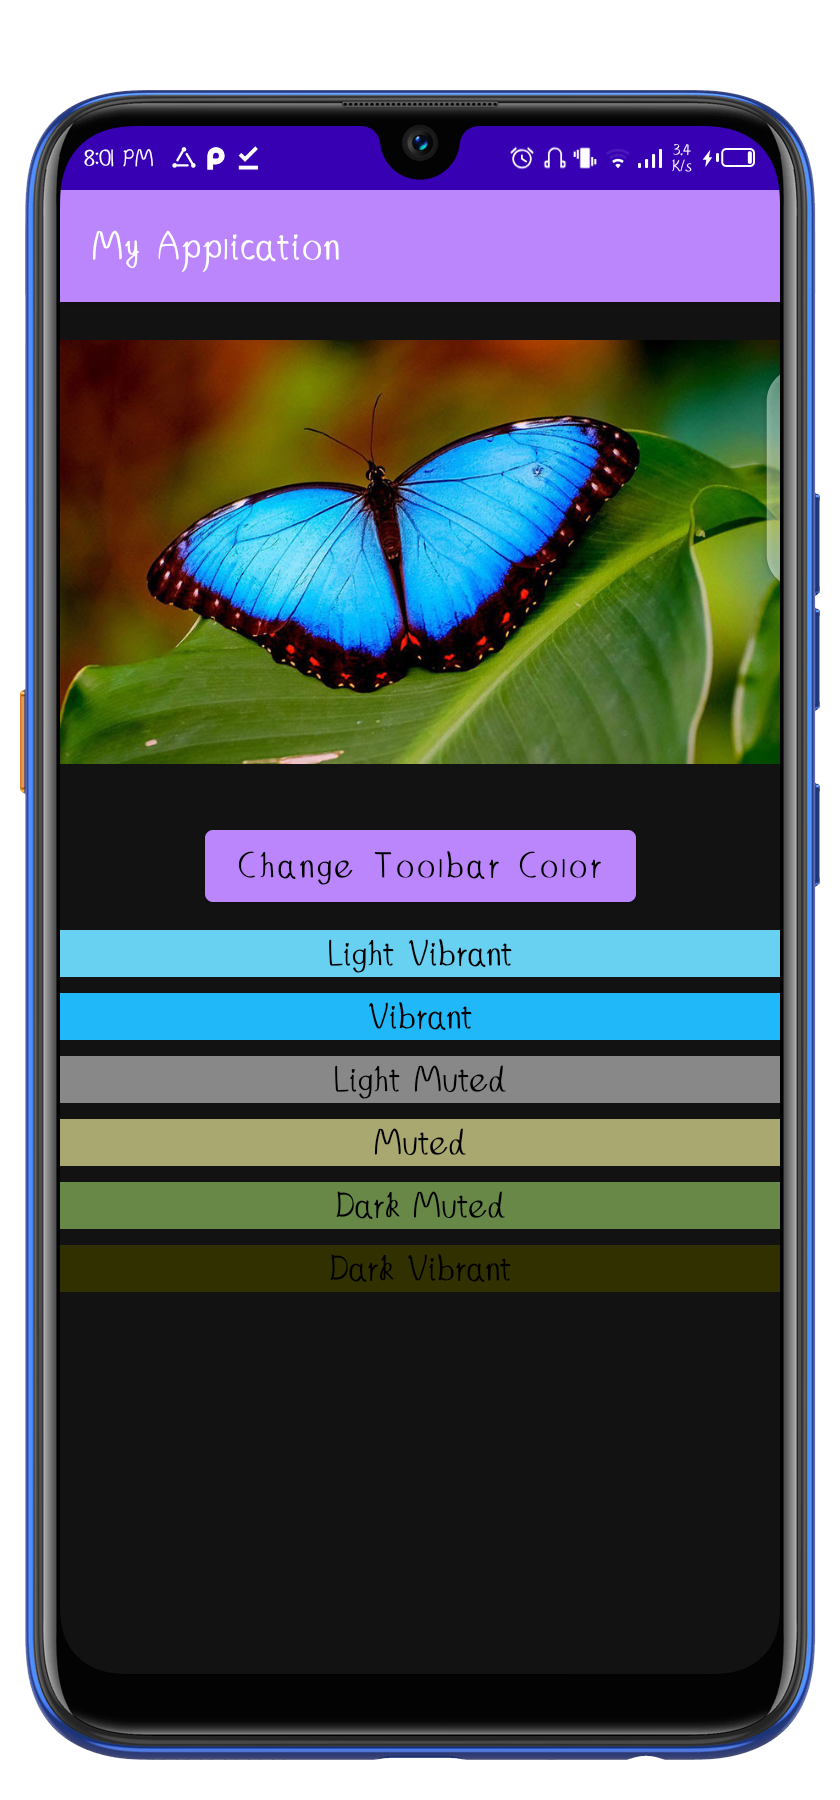 8:01 PM 3.4 K/s
My Application
Change Toolbar Color
Light Vibrant
Vibrant
Light Muted
Muted
Dark Muted
Dark Vibrant